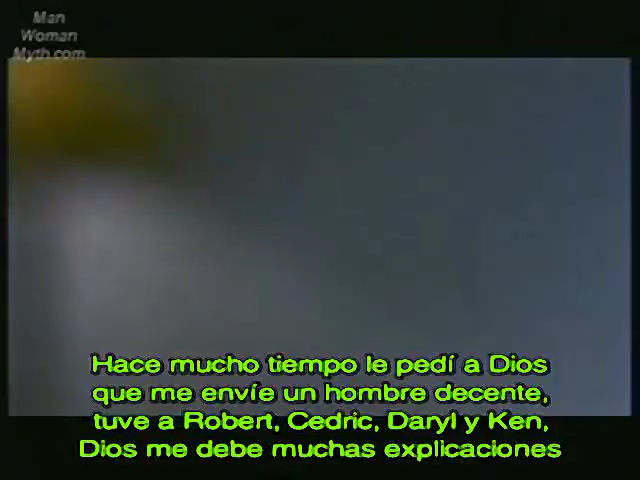 Man
Woman
Myth.com
Hace mucho tiempo le pedí a Dios
que me envíe un hombre decente,
tuve a Robert, Cedric, Daryl y Ken,
Dios me debe muchas explicaciones